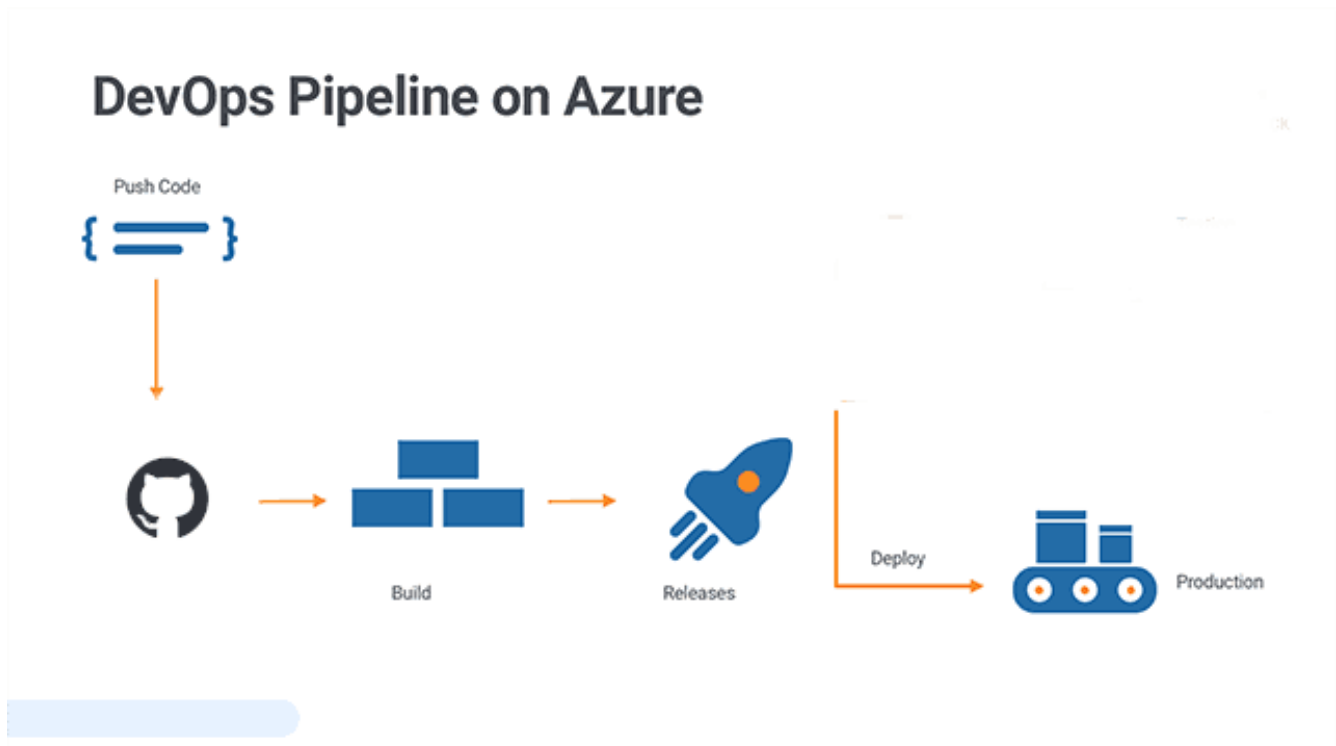 DevOps Pipeline on Azure
Push Code
Build
Releases
Deploy
Production